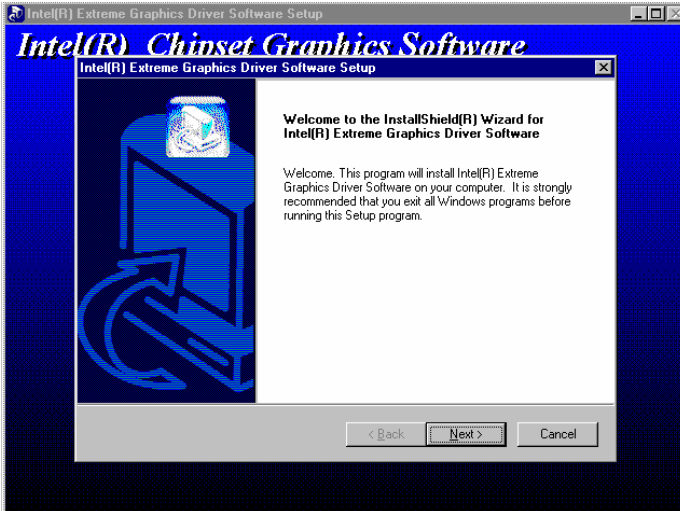 Intel(R) Extreme Graphics Driver Software Setup
Intel(R) Chipset Graphics Software
Intel(R) Extreme Graphics Driver Software Setup
Welcome to the InstallShield(R) Wizard for
Intel(R) Extreme Graphics Driver Software
Welcome. This program will install Intel(R) Extreme
Graphics Driver Software on your computer. It is strongly
recommended that you exit all Windows programs before
running this Setup program.
< Back
Next >
Cancel